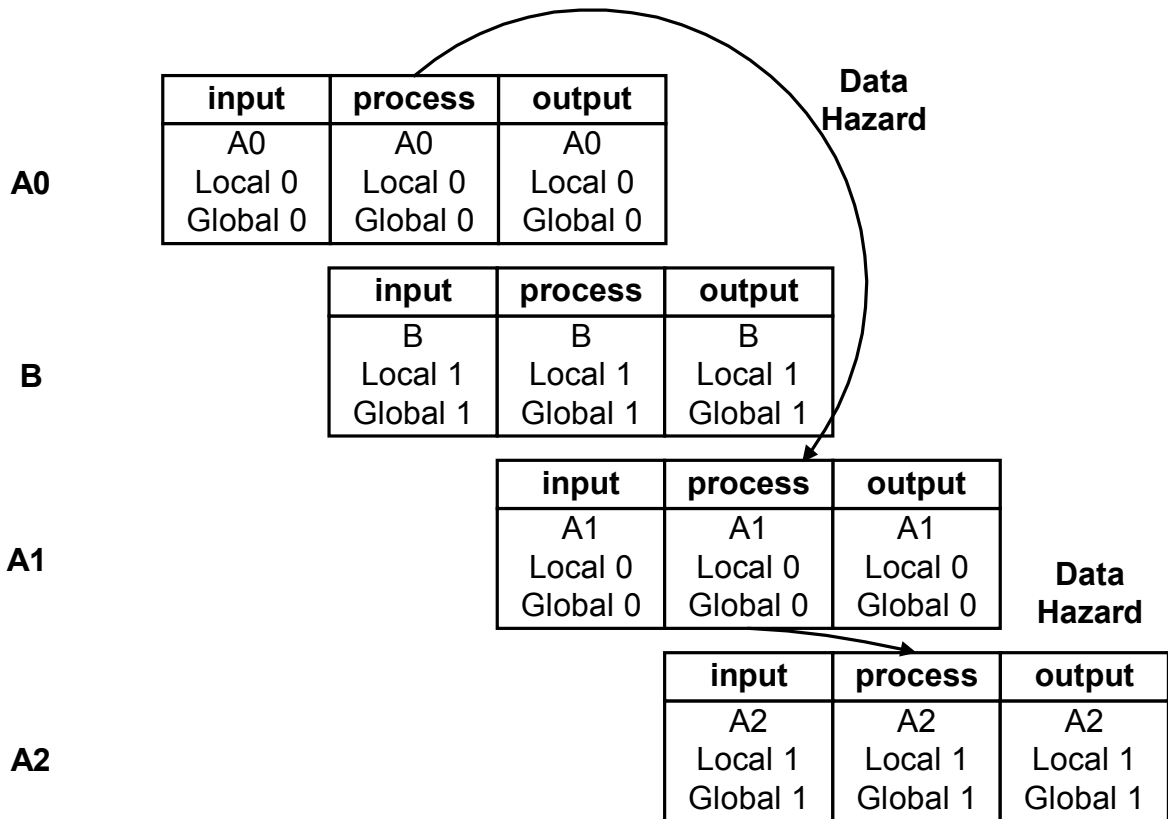 Data
Hazard
input process output
A0 A0 A0
A0
Local 0 Local 0 Local 0
Global 0 Global 0 Global 0
input process output
B B B
B
Local 1 Local 1 Local 1
Global 1 Global 1 Global 1
input process output
A1 A1 A1
A1
Local 0 Local 0 Local 0
Global 0 Global 0 Global 0
Data
Hazard
input process output
A2 A2 A2
A2
Local 1 Local 1 Local 1
Global 1 Global 1 Global 1